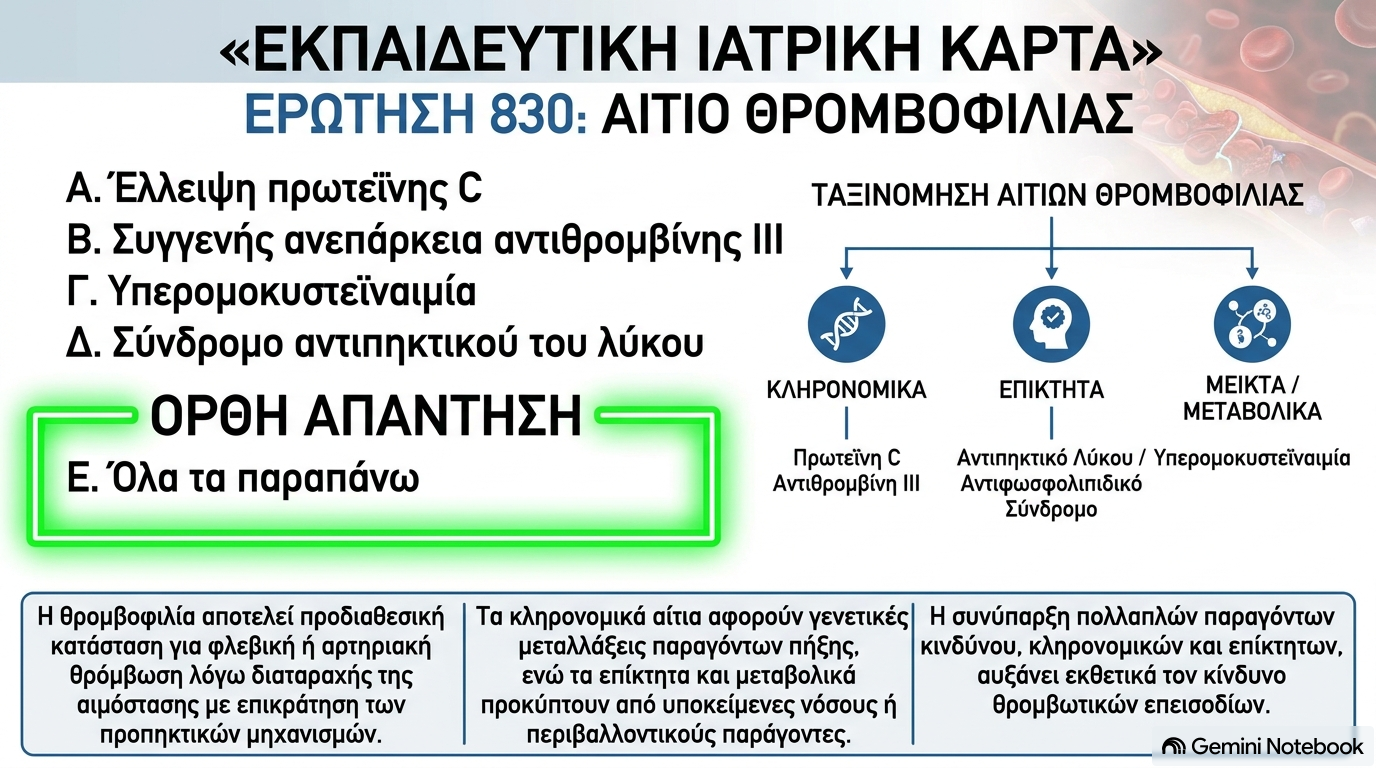 «ΕΚΠΑΙΔΕΥΤΙΚΗ ΙΑΤΡΙΚΗ ΚΑΡΤΑ»
ΕΡΩΤΗΣΗ 830: ΑΙΤΙΟ ΘΡΟΜΒΟΦΙΛΙΑΣ
Α. Έλλειψη πρωτεΐνης C
Β. Συγγενής ανεπάρκεια αντιθρομβίνης III
Γ. Υπερομοκυστεΐναιμία
Δ. Σύνδρομο αντιπηκτικού του λύκου
ΟΡΘΗ ΑΠΑΝΤΗΣΗ
Ε. Όλα τα παραπάνω
ΤΑΞΙΝΟΜΗΣΗ ΑΙΤΙΩΝ ΘΡΟΜΒΟΦΙΛΙΑΣ
ΚΛΗΡΟΝΟΜΙΚΑ
Πρωτεΐνη C
Αντιθρομβίνη III
ΕΠΙΚΤΗΤΑ
Αντιπηκτικό Λύκου /
Αντιφωσφολιπιδικό
Σύνδρομο
ΜΕΙΚΤΑ /
ΜΕΤΑΒΟΛΙΚΑ
Υπερομοκυστεΐναιμία
Η θρομβοφιλία αποτελεί προδιαθεσική
κατάσταση για φλεβική ή αρτηριακή
θρόμβωση λόγω διαταραχής της
αιμόστασης με επικράτηση των
προπηκτικών μηχανισμών.
Τα κληρονομικά αίτια αφορούν γενετικές
μεταλλάξεις παραγόντων πήξης,
ενώ τα επίκτητα και μεταβολικά
προκύπτουν από υποκείμενες νόσους ή
περιβαλλοντικούς παράγοντες.
Η συνύπαρξη πολλαπλών παραγόντων
κινδύνου, κληρονομικών και επίκτητων,
αυξάνει εκθετικά τον κίνδυνο
θρομβωτικών επεισοδίων.
Gemini Notebook